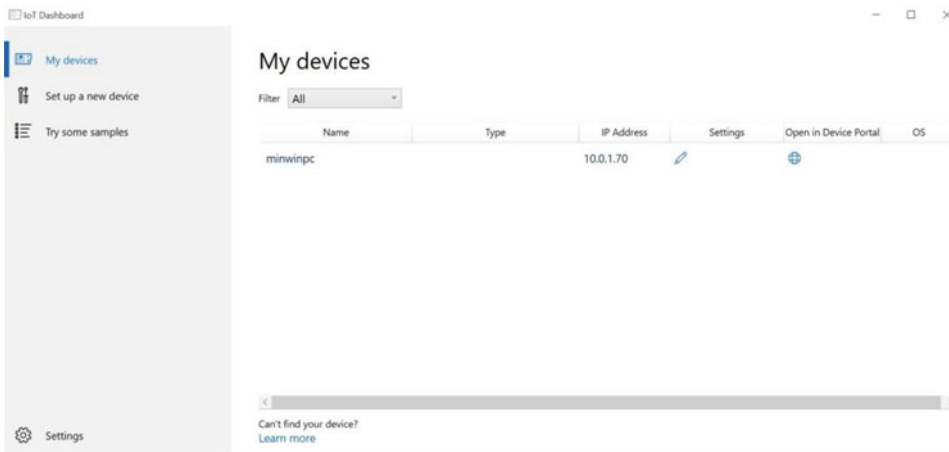 IoT Dashboard
My devices
Set up a new device
Try some samples
Settings
My devices
Filter All
Name Type IP Address Settings Open in Device Portal OS
minwinpc 10.0.1.70
Can't find your device?
Learn more